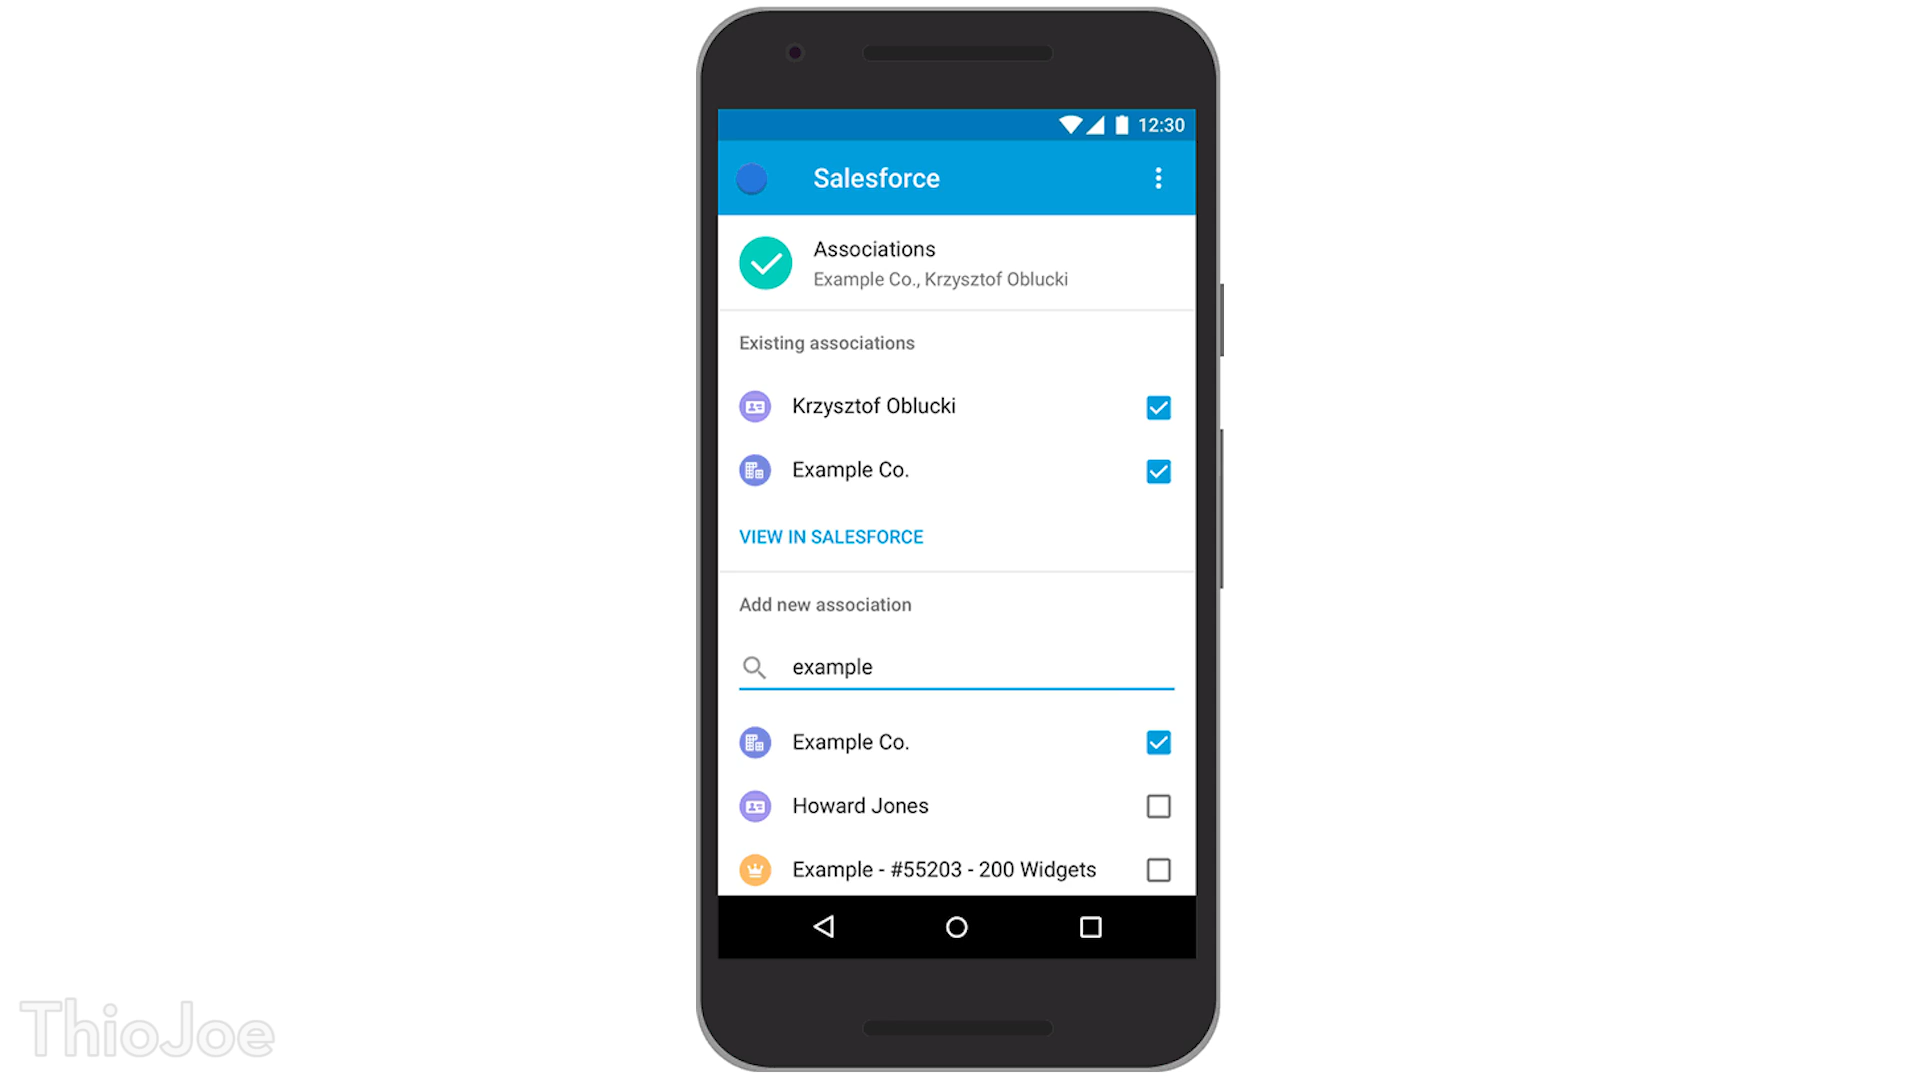 12:30
Salesforce
Associations
Example Co., Krzysztof Oblucki
Existing associations
Krzysztof Oblucki
Example Co.
VIEW IN SALESFORCE
Add new association
example
Example Co.
Howard Jones
Example - #55203 - 200 Widgets
ThioJoe